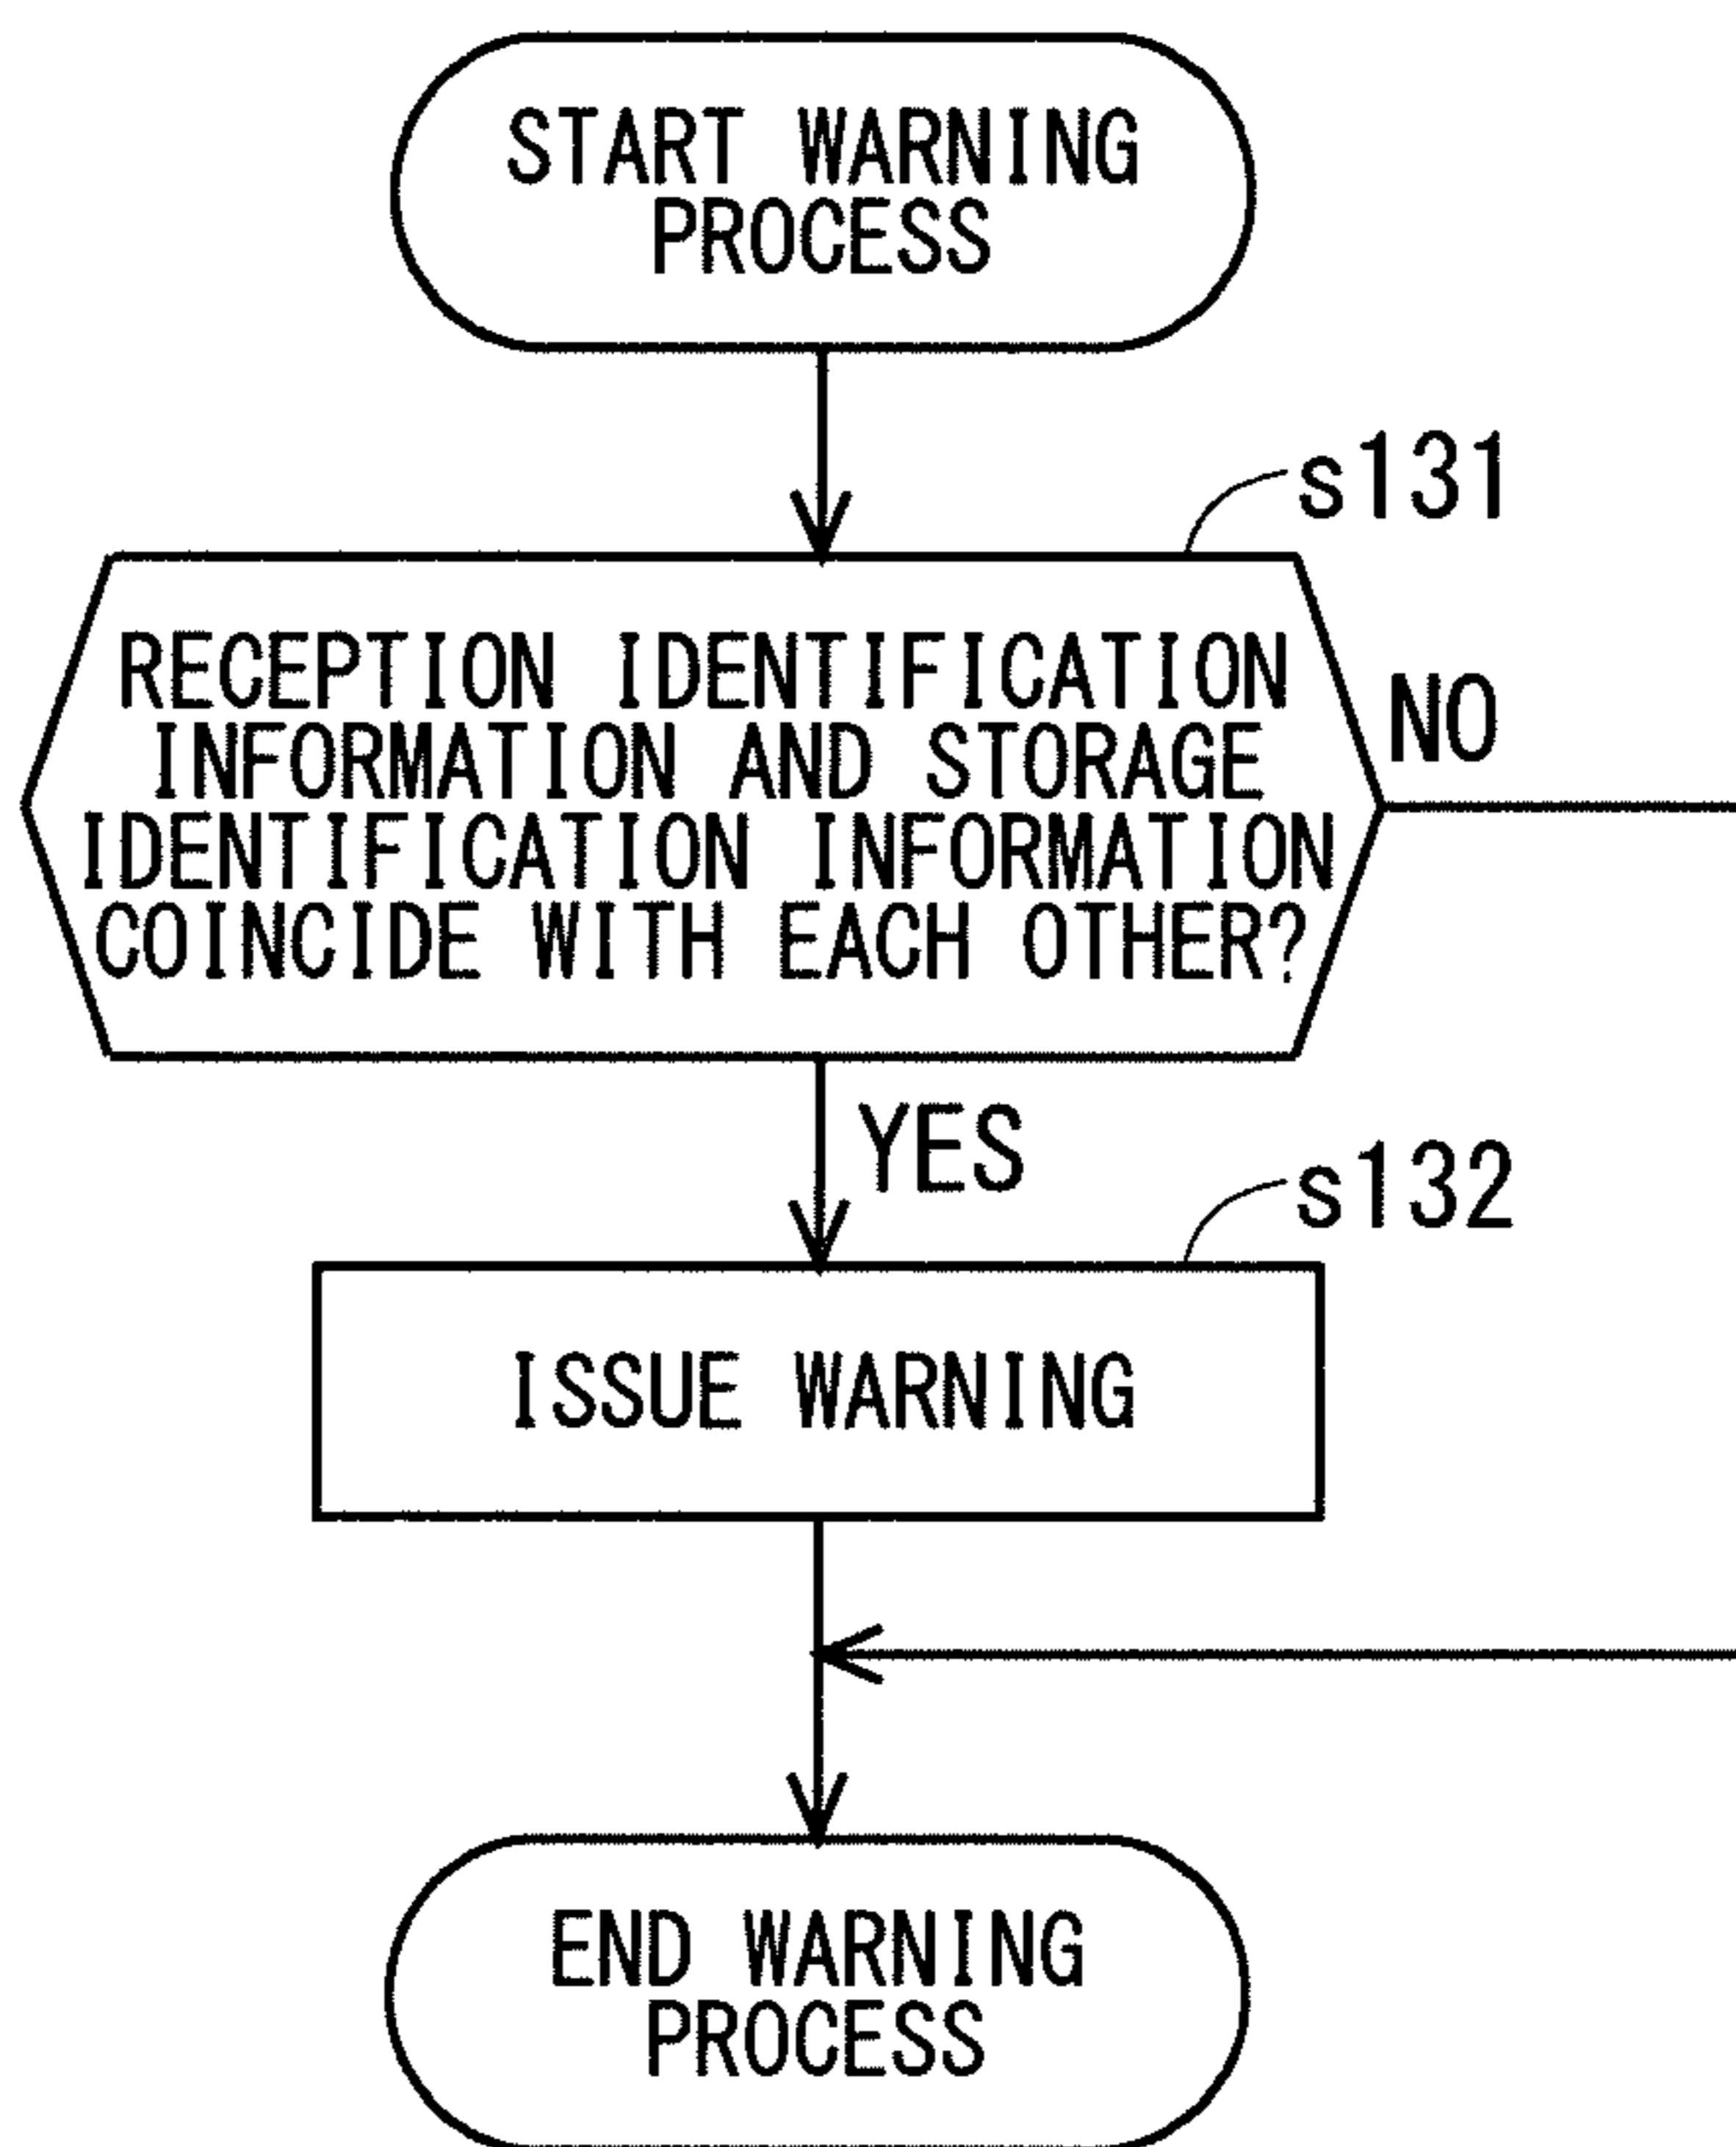 START WARNING
PROCESS
s131
RECEPTION IDENTIFICATION
INFORMATION AND STORAGE
IDENTIFICATION INFORMATION
COINCIDE WITH EACH OTHER?
NO
YES
s132
ISSUE WARNING
END WARNING
PROCESS